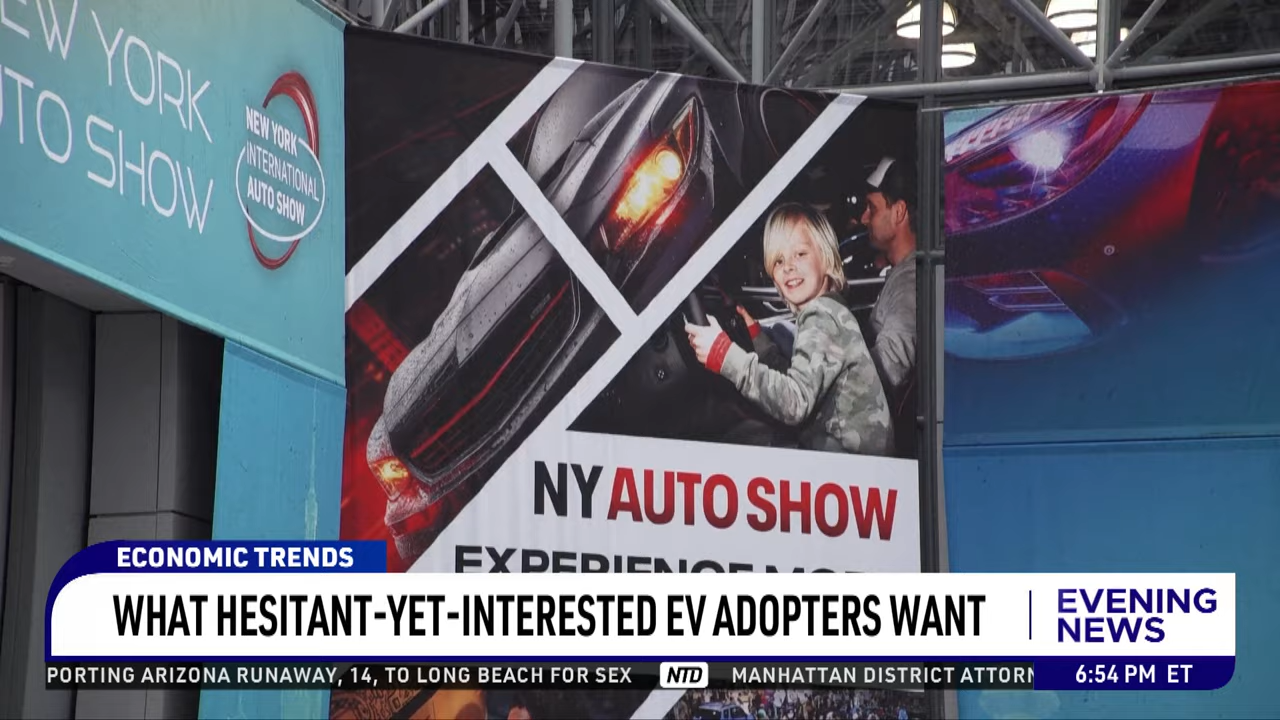 NEW YORK
AUTO SHOW
NEW YORK
INTERNATIONAL
AUTO SHOW
NY AUTO SHOW
EXPERIENCE
ECONOMIC TRENDS
WHAT HESITANT-YET-INTERESTED EV ADOPTERS WANT
EVENING
NEWS
PORTING ARIZONA RUNAWAY, 14, TO LONG BEACH FOR SEX NTD MANHATTAN DISTRICT ATTORN
6:54 PM ET